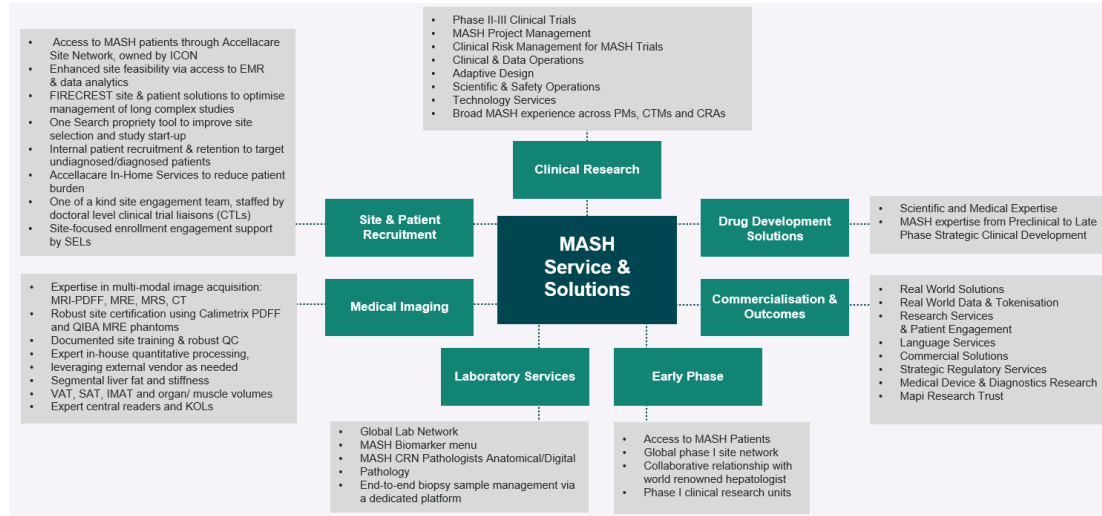 • Phase II-III Clinical Trials
• MASH Project Management
• Clinical Risk Management for MASH Trials
• Clinical & Data Operations
• Adaptive Design
• Scientific & Safety Operations
• Technology Services
• Broad MASH experience across PMs, CTMs and CRAs
• Access to MASH patients through Accellacare
Site Network, owned by ICON
• Enhanced site feasibility via access to EMR
& data analytics
• FIRECREST site & patient solutions to optimise
management of long complex studies
• One Search propriety tool to improve site
selection and study start-up
• Internal patient recruitment & retention to target
undiagnosed/diagnosed patients
• Accellacare In-Home Services to reduce patient
burden
• One of a kind site engagement team, staffed by
doctoral level clinical trial liaisons (CTLs)
• Site-focused enrollment engagement support
by SELs
Clinical Research
Site & Patient
Recruitment
MASH
Service &
Solutions
Drug Development
Solutions
• Scientific and Medical Expertise
• MASH expertise from Preclinical to Late
Phase Strategic Clinical Development
• Expertise in multi-modal image acquisition:
MRI-PDFF, MRE, MRS, CT
• Robust site certification using Calimetrix PDFF
and QIBA MRE phantoms
• Documented site training & robust QC
• Expert in-house quantitative processing,
• leveraging external vendor as needed
• Segmental liver fat and stiffness
• VAT, SAT, IMAT and organ/ muscle volumes
• Expert central readers and KOLs
Medical Imaging
Commercialisation &
Outcomes
• Real World Solutions
• Real World Data & Tokenisation
• Research Services
& Patient Engagement
• Language Services
• Commercial Solutions
• Strategic Regulatory Services
• Medical Device & Diagnostics Research
• Mapi Research Trust
Laboratory Services
Early Phase
• Global Lab Network
• MASH Biomarker menu
• MASH CRN Pathologists Anatomical/Digital
• Pathology
• End-to-end biopsy sample management via
a dedicated platform
• Access to MASH Patients
• Global phase I site network
• Collaborative relationship with
world renowned hepatologist
• Phase I clinical research units